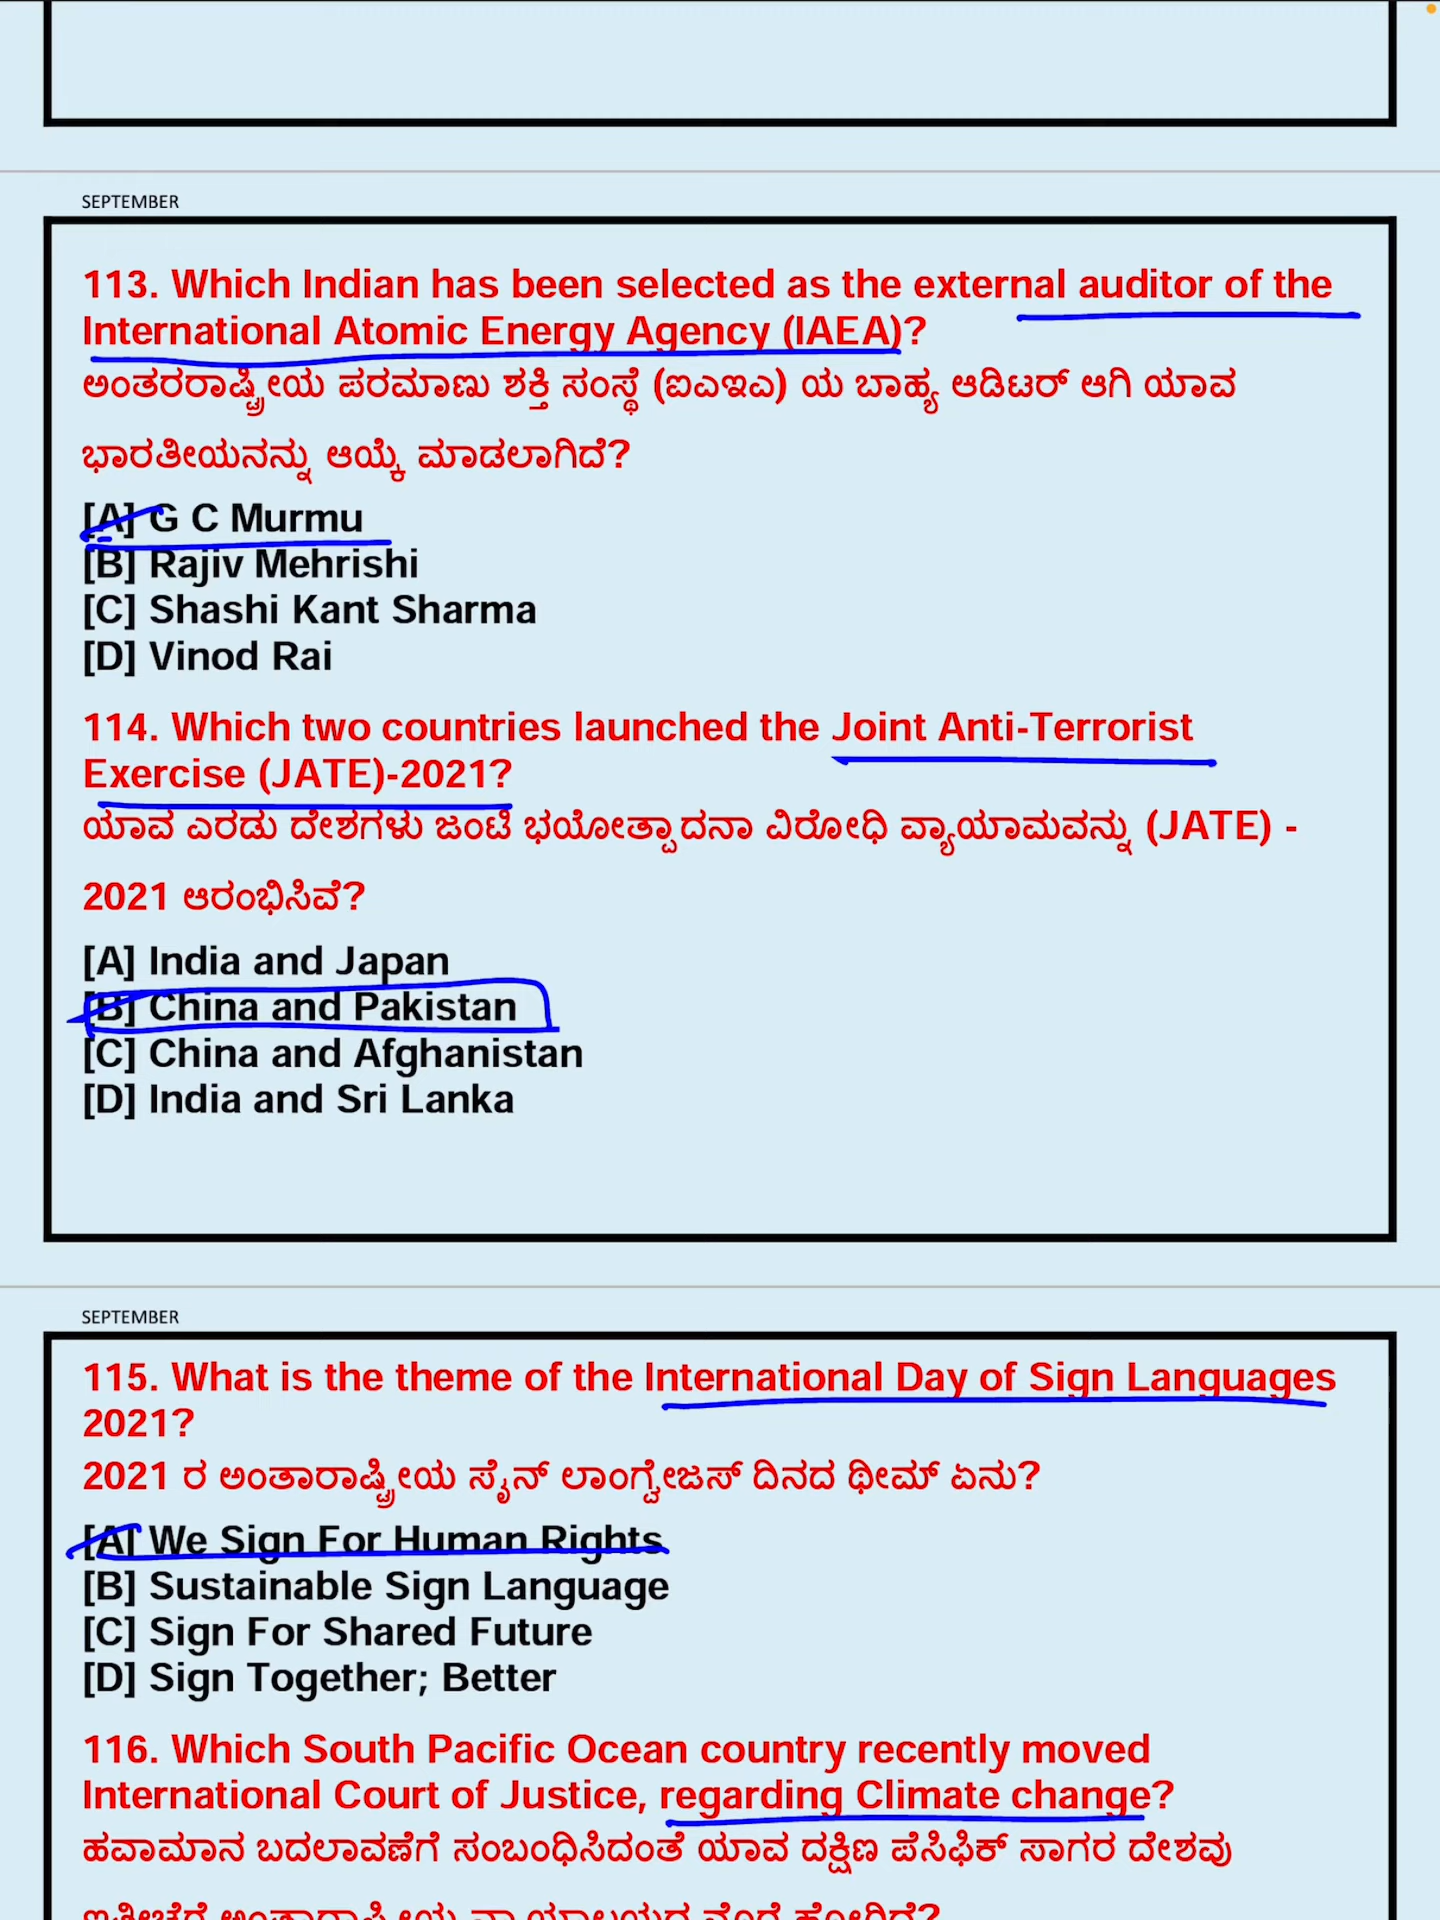 SEPTEMBER
113. Which Indian has been selected as the external auditor of the
International Atomic Energy Agency (IAEA)?
ಅಂತರರಾಷ್ಟ್ರೀಯ ಪರಮಾಣು ಶಕ್ತಿ ಸಂಸ್ಥೆ (ಐಎಇಎ) ಯ ಬಾಹ್ಯ ಆಡಿಟರ್ ಆಗಿ ಯಾವ
ಭಾರತೀಯನನ್ನು ಆಯ್ಕೆ ಮಾಡಲಾಗಿದೆ?
[A] G C Murmu
[B] Rajiv Mehrishi
[C] Shashi Kant Sharma
[D] Vinod Rai
114. Which two countries launched the Joint Anti-Terrorist
Exercise (JATE)-2021?
ಯಾವ ಎರಡು ದೇಶಗಳು ಜಂಟಿ ಭಯೋತ್ಪಾದನಾ ವಿರೋಧಿ ವ್ಯಾಯಾಮವನ್ನು (JATE) -
2021 ಆರಂಭಿಸಿವೆ?
[A] India and Japan
[B] China and Pakistan
[C] China and Afghanistan
[D] India and Sri Lanka
SEPTEMBER
115. What is the theme of the International Day of Sign Languages
2021?
2021 ರ ಅಂತಾರಾಷ್ಟ್ರೀಯ ಸೈನ್ ಲಾಂಗ್ವೇಜಸ್ ದಿನದ ಥೀಮ್ ಏನು?
[A] We Sign For Human Rights
[B] Sustainable Sign Language
[C] Sign For Shared Future
[D] Sign Together; Better
116. Which South Pacific Ocean country recently moved
International Court of Justice, regarding Climate change?
ಹವಾಮಾನ ಬದಲಾವಣೆಗೆ ಸಂಬಂಧಿಸಿದಂತೆ ಯಾವ ದಕ್ಷಿಣ ಪೆಸಿಫಿಕ್ ಸಾಗರ ದೇಶವು